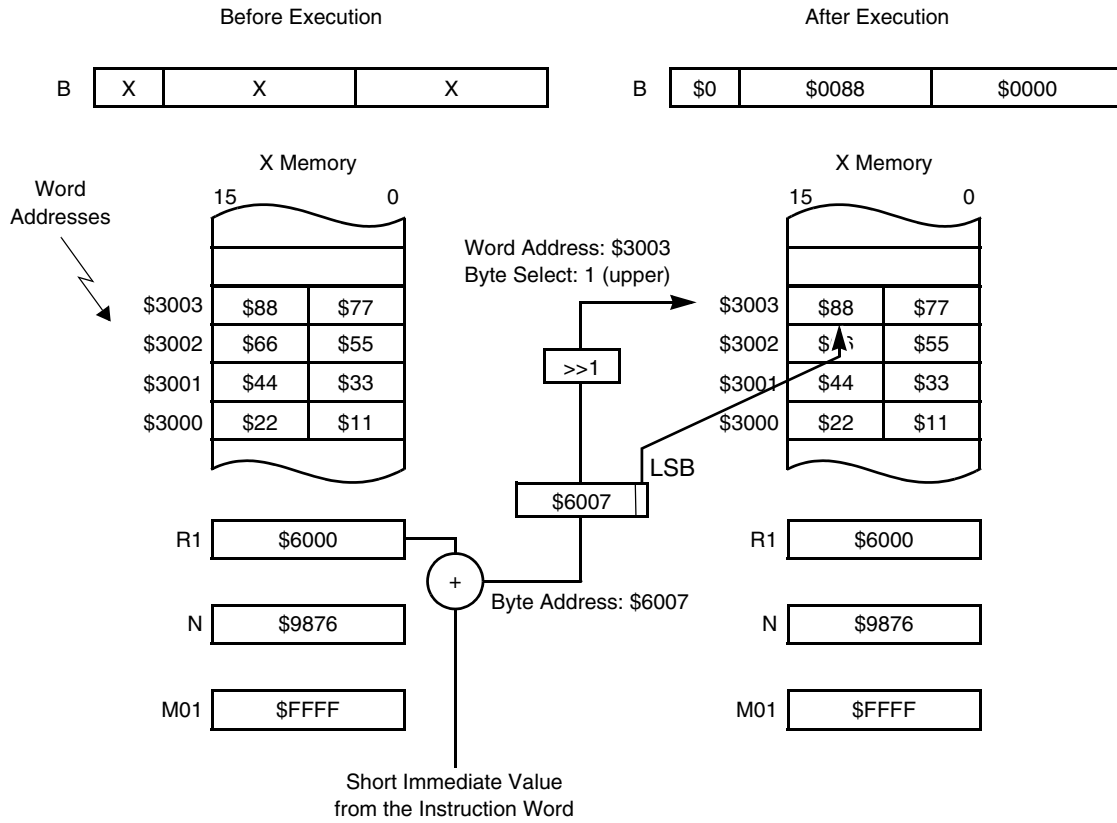 Before Execution
After Execution
B X X X
B $0 $0088 $0000
X Memory
X Memory
Word
Addresses
15 0
15 0
Word Address: $3003
Byte Select: 1 (upper)
$3003 $88 $77
$3003 $88 $77
$3002 $66 $55
$3002 $55
>>1
$3001 $44 $33
$3001 $44 $33
$3000 $22 $11
$3000 $22 $11
LSB
$6007
R1 $6000
R1 $6000
+
Byte Address: $6007
N $9876
N $9876
M01 $FFFF
M01 $FFFF
Short Immediate Value
from the Instruction Word